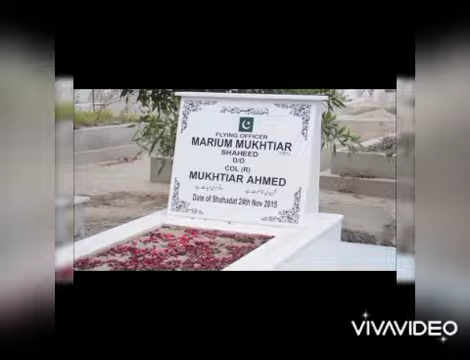 FLYING OFFICER
MARIUM MUKHTIAR
SHAHEED
D/O
COL (R)
MUKHTIAR AHMED
Date of Shahadat 24th Nov 2015
VIVAVIDEO